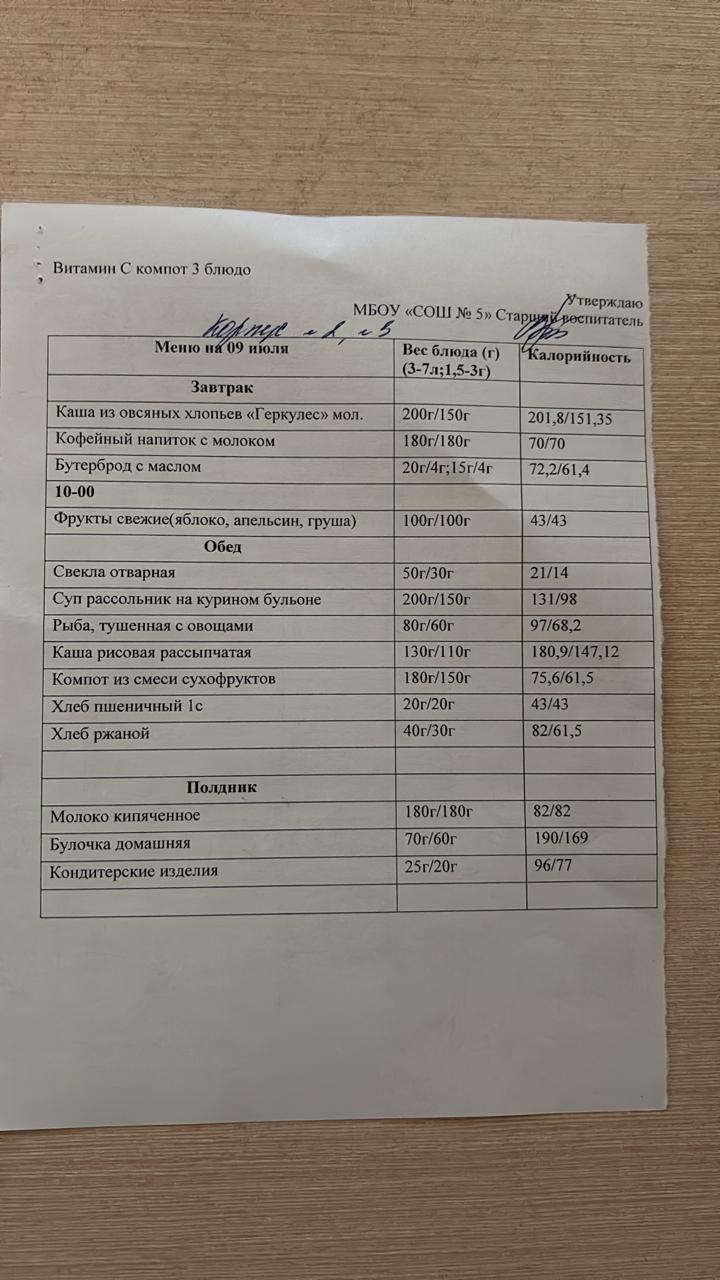 Витамин С компот 3 блюдо
Утверждаю
МБОУ «СОШ № 5» Старший воспитатель
Корпус №2, №3
Меню на 09 июля Вес блюда (г) Калорийность
(3-7л;1,5-3г)
Завтрак
Каша из овсяных хлопьев «Геркулес» мол. 200г/150г 201,8/151,35
Кофейный напиток с молоком 180г/180г 70/70
Бутерброд с маслом 20г/4г;15г/4г 72,2/61,4
10-00
Фрукты свежие(яблоко, апельсин, груша) 100г/100г 43/43
Обед
Свекла отварная 50г/30г 21/14
Суп рассольник на курином бульоне 200г/150г 131/98
Рыба, тушенная с овощами 80г/60г 97/68,2
Каша рисовая рассыпчатая 130г/110г 180,9/147,12
Компот из смеси сухофруктов 180г/150г 75,6/61,5
Хлеб пшеничный 1с 20г/20г 43/43
Хлеб ржаной 40г/30г 82/61,5
Полдник
Молоко кипяченное 180г/180г 82/82
Булочка домашняя 70г/60г 190/169
Кондитерские изделия 25г/20г 96/77